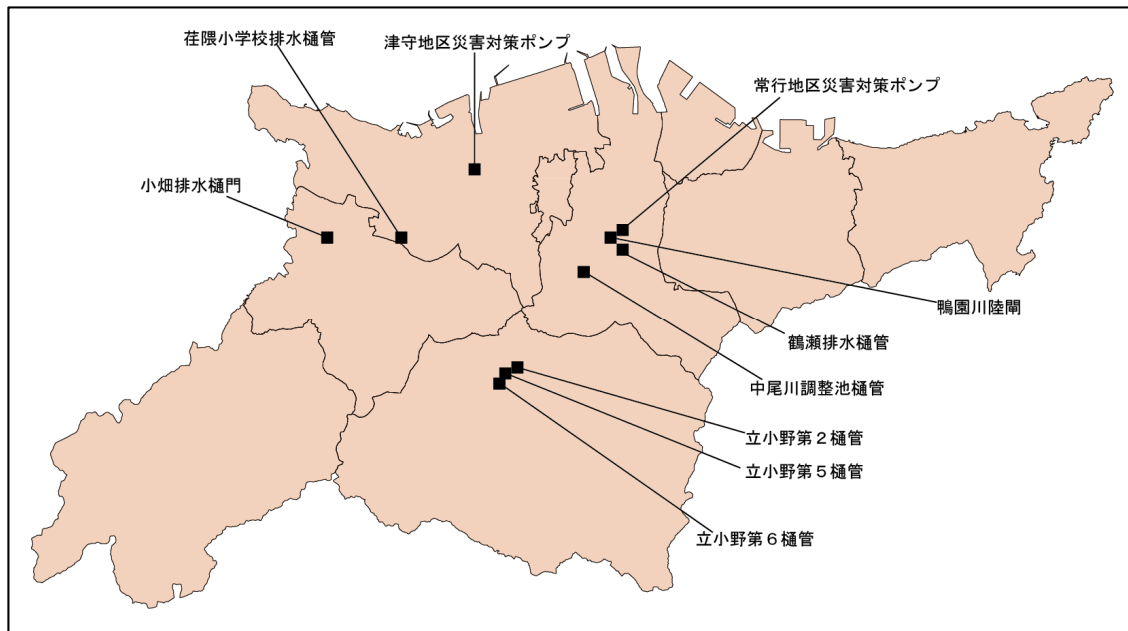 荏隈小学校排水樋管
津守地区災害対策ポンプ
常行地区災害対策ポンプ
小畑排水樋門
鴨園川陸閘
鶴瀬排水樋管
中尾川調整池樋管
立小野第２樋管
立小野第５樋管
立小野第６樋管